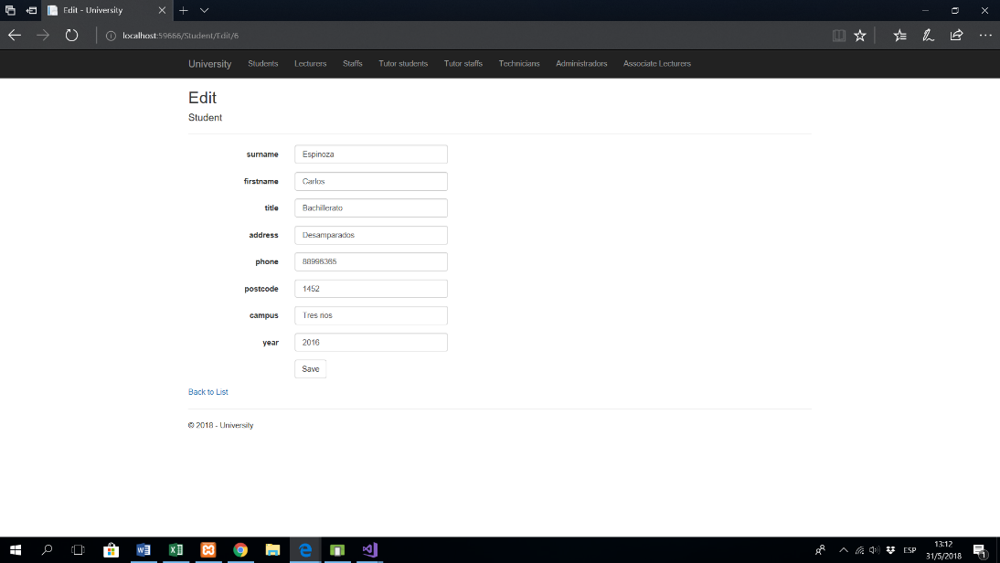 Edit - University
localhost:59666/Student/Edit/6
University Students Lecturers Staffs Tutor students Tutor staffs Technicians Administradors Associate Lecturers
Edit
Student
surname Espinoza
firstname Carlos
title Bachillerato
address Desamparados
phone 88996365
postcode 1452
campus Tres rios
year 2016
Save
Back to List
© 2018 - University
ESP
13:12
31/5/2018
1